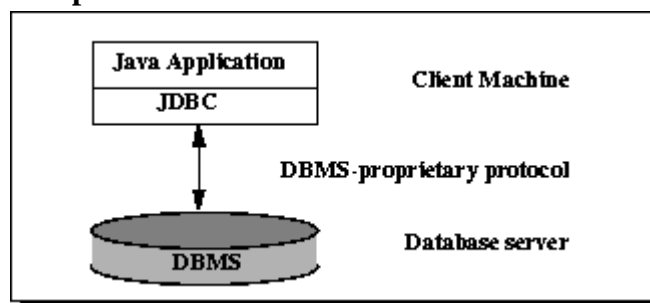 Java Application
Client Machine
JDBC
DBMS-proprietary protocol
Database server
DBMS